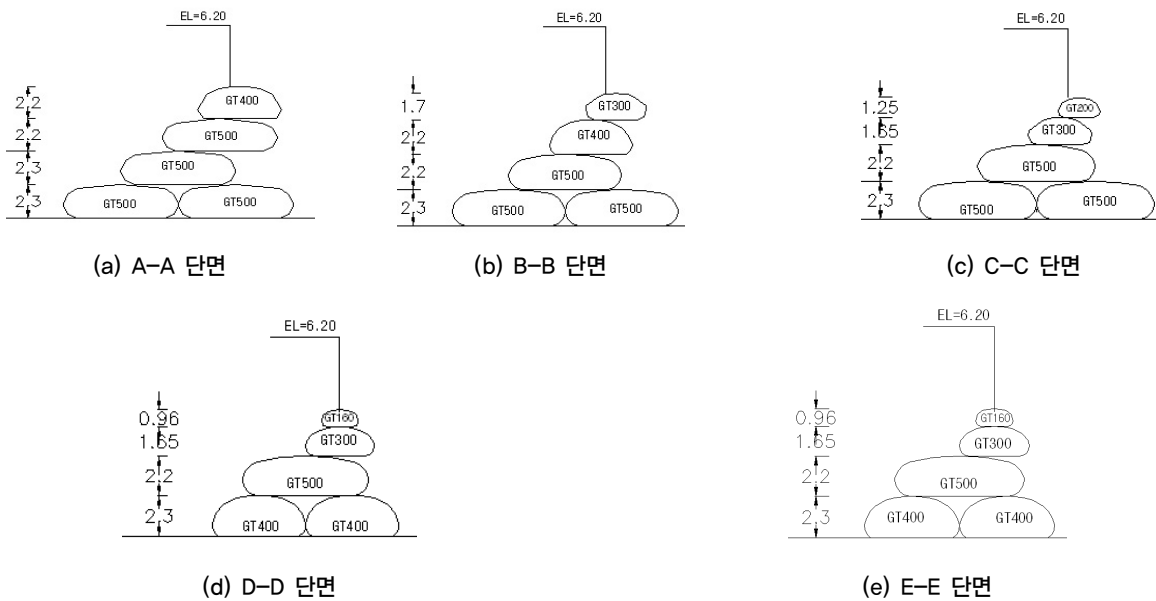 EL=6.20
2.2
2.2
2.3
2.3
GT400
GT500
GT500
GT500
GT500
(a) A-A 단면
EL=6.20
1.7
2.2
2.2
2.3
GT300
GT400
GT500
GT500
GT500
(b) B-B 단면
EL=6.20
1.25
1.65
2.2
2.3
GT200
GT300
GT500
GT500
GT500
(c) C-C 단면
EL=6.20
0.96
1.65
2.2
2.3
GT160
GT300
GT500
GT400
GT400
(d) D-D 단면
EL=6.20
0.96
1.65
2.2
2.3
GT160
GT300
GT500
GT400
GT400
(e) E-E 단면